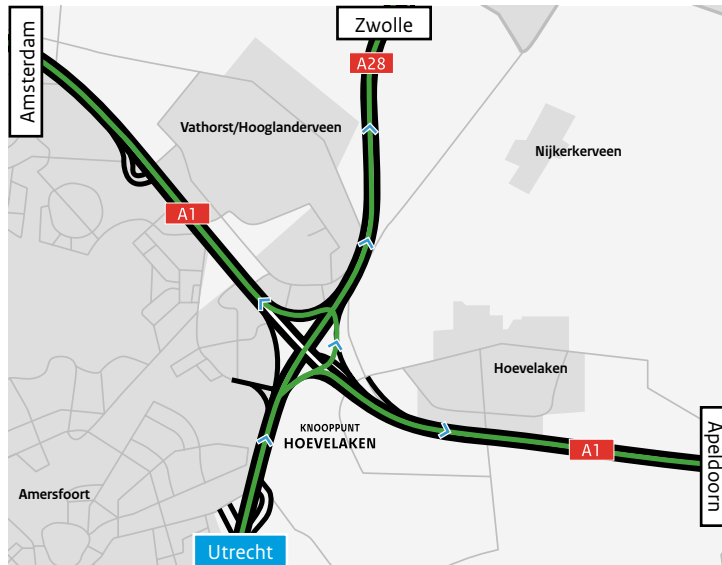 Zwolle
Amsterdam
A28
Vathorst/Hooglanderveen
Nijkerkerveen
A1
Hoevelaken
KNOOPPUNT
HOEVELAKEN
A1
Apeldoorn
Amersfoort
Utrecht